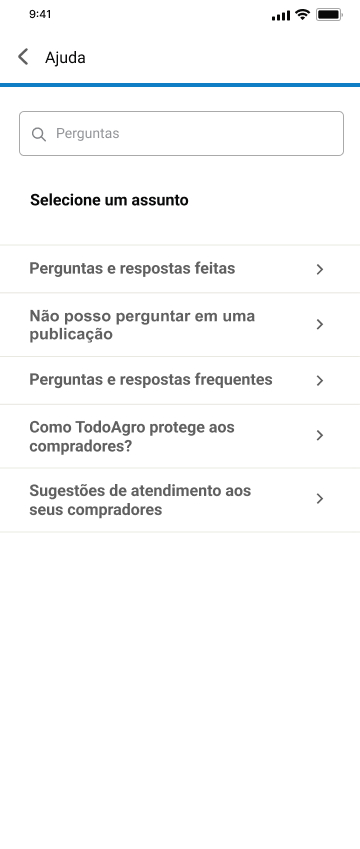 9:41
Ajuda
Perguntas
Selecione um assunto
Perguntas e respostas feitas
Não posso perguntar em uma
publicação
Perguntas e respostas frequentes
Como TodoAgro protege aos
compradores?
Sugestões de atendimento aos
seus compradores